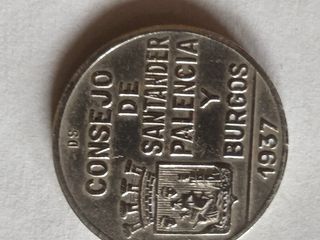 CONSEJO
DE
SANTANDER
PALENCIA
Y
BURGOS
1937